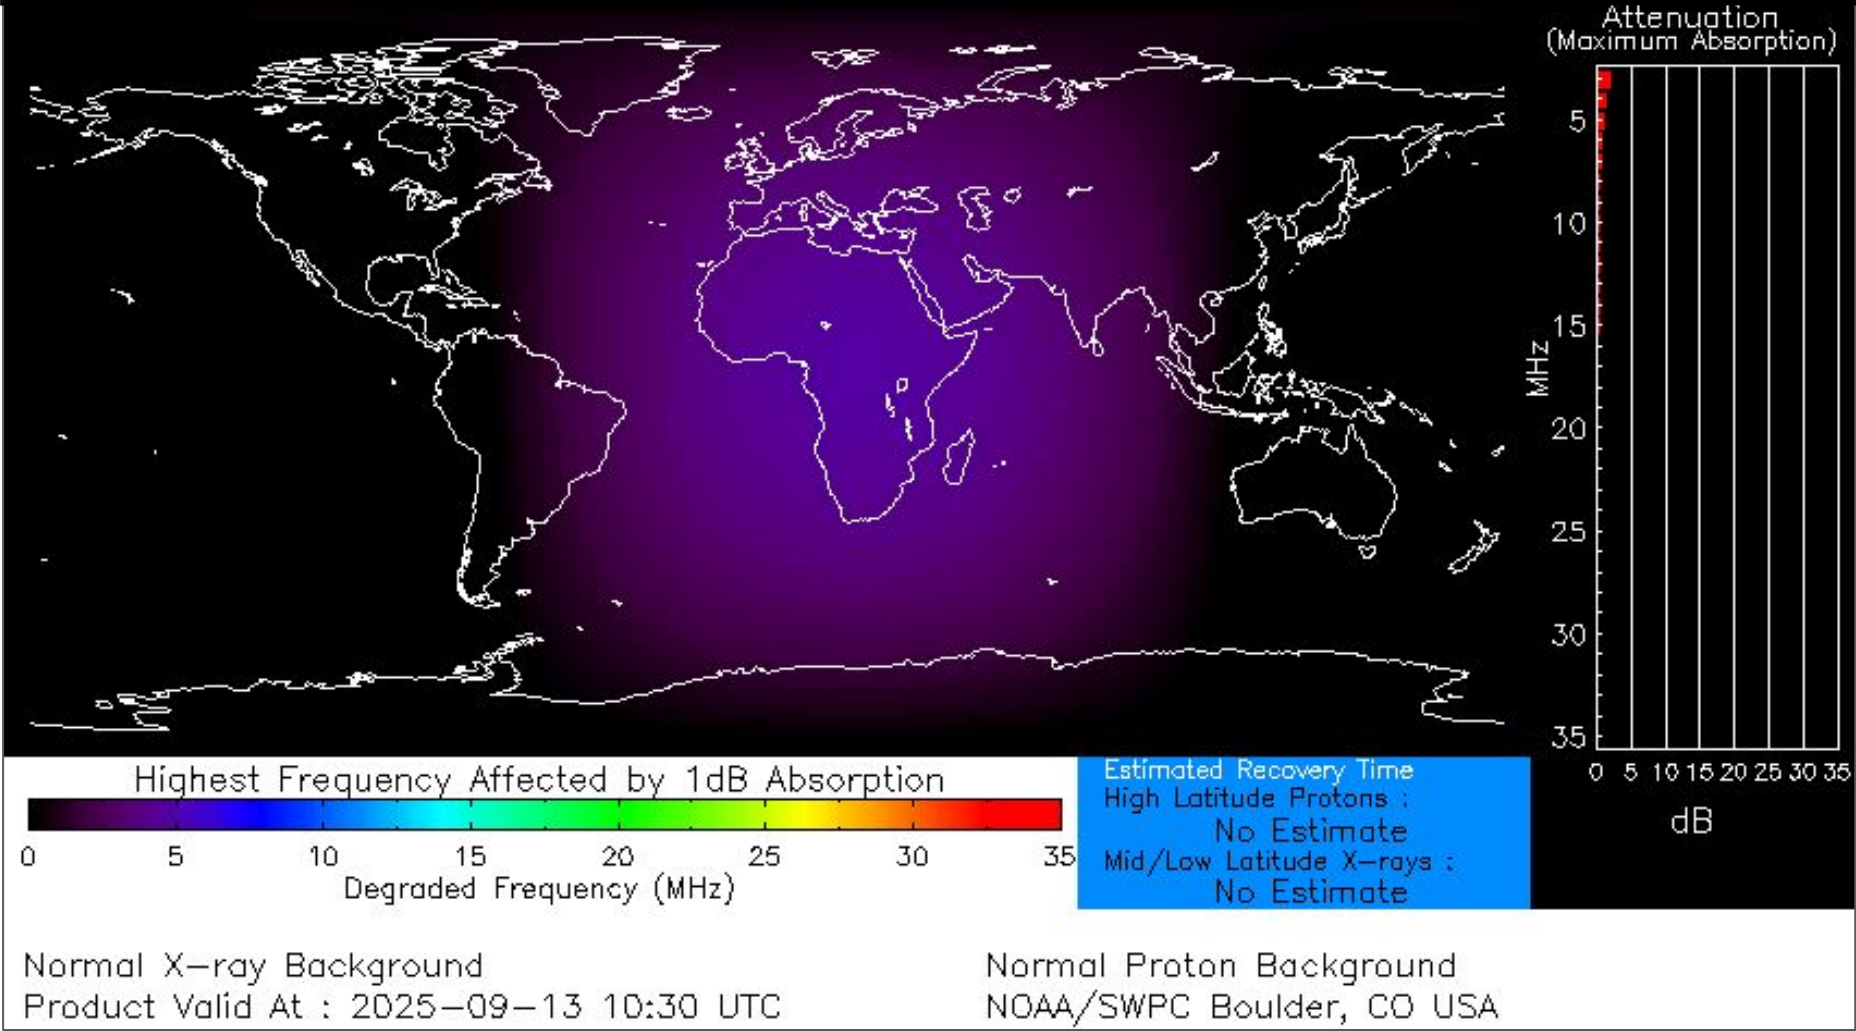 Attenuation
(Maximum Absorption)
5
10
15
20
25
30
35
MHz
0 5 10 15 20 25 30 35
dB
Highest Frequency Affected by 1dB Absorption
0 5 10 15 20 25 30 35
Degraded Frequency (MHz)
Estimated Recovery Time
High Latitude Protons :
No Estimate
Mid/Low Latitude X-rays :
No Estimate
Normal X-ray Background
Product Valid At : 2025-09-13 10:30 UTC
Normal Proton Background
NOAA/SWPC Boulder, CO USA